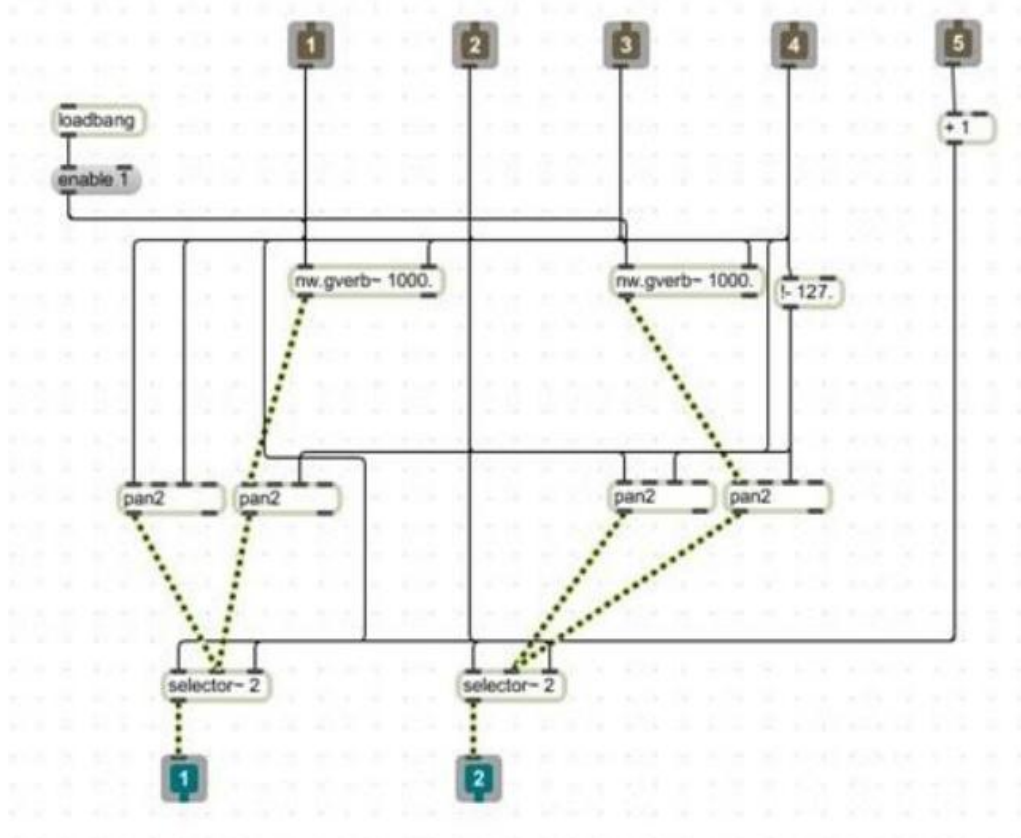 1
2
3
4
5
loadbang
+ 1
enable 1
nw.gverb~ 1000.
nw.gverb~ 1000.
!- 127.
pan2
pan2
pan2
pan2
selector~ 2
selector~ 2
1
2